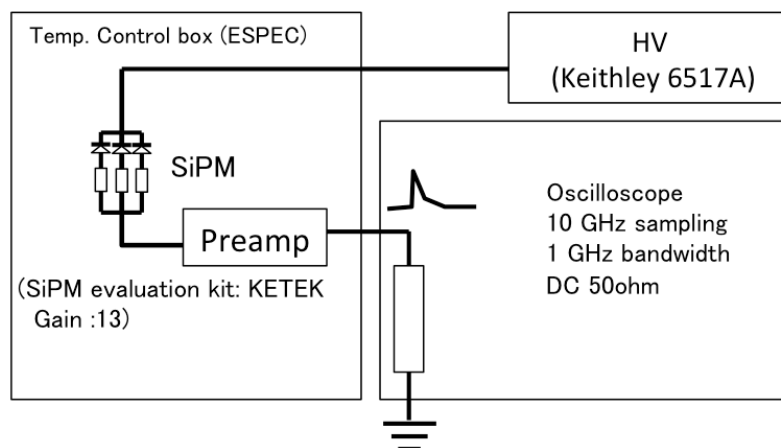 Temp. Control box (ESPEC)
HV
(Keithley 6517A)
SiPM
Preamp
(SiPM evaluation kit: KETEK
Gain :13)
Oscilloscope
10 GHz sampling
1 GHz bandwidth
DC 50ohm